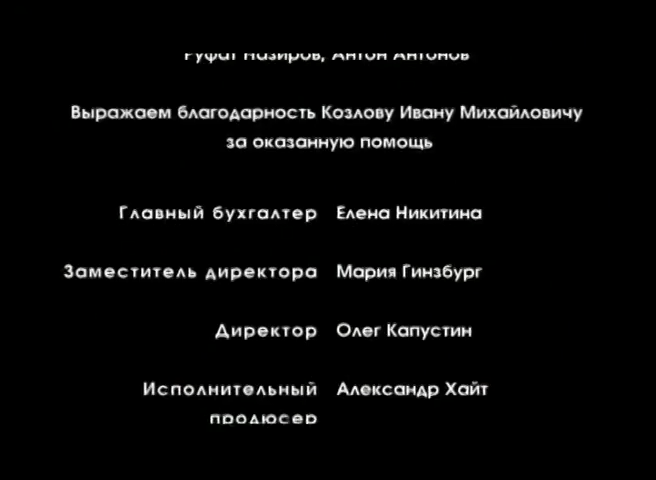 Руфат Назиров, Антон Антонов
Выражаем благодарность Козлову Ивану Михайловичу
за оказанную помощь
Главный бухгалтер Елена Никитина
Заместитель директора Мария Гинзбург
Директор Олег Капустин
Исполнительный Александр Хайт
продюсер